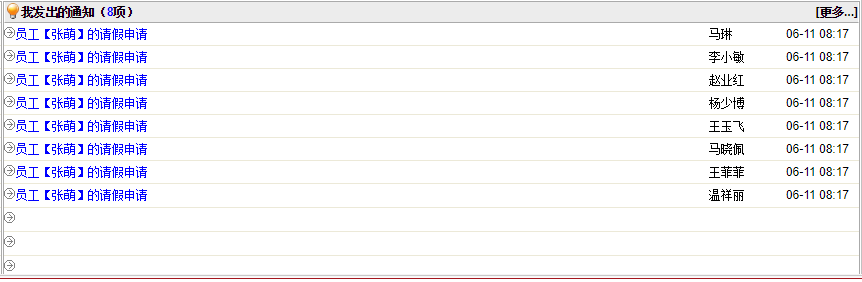 我发出的通知（8项） [更多...]
员工【张萌】的请假申请 马琳 06-11 08:17
员工【张萌】的请假申请 李小敏 06-11 08:17
员工【张萌】的请假申请 赵业红 06-11 08:17
员工【张萌】的请假申请 杨少博 06-11 08:17
员工【张萌】的请假申请 王玉飞 06-11 08:17
员工【张萌】的请假申请 马晓佩 06-11 08:17
员工【张萌】的请假申请 王菲菲 06-11 08:17
员工【张萌】的请假申请 温祥丽 06-11 08:17